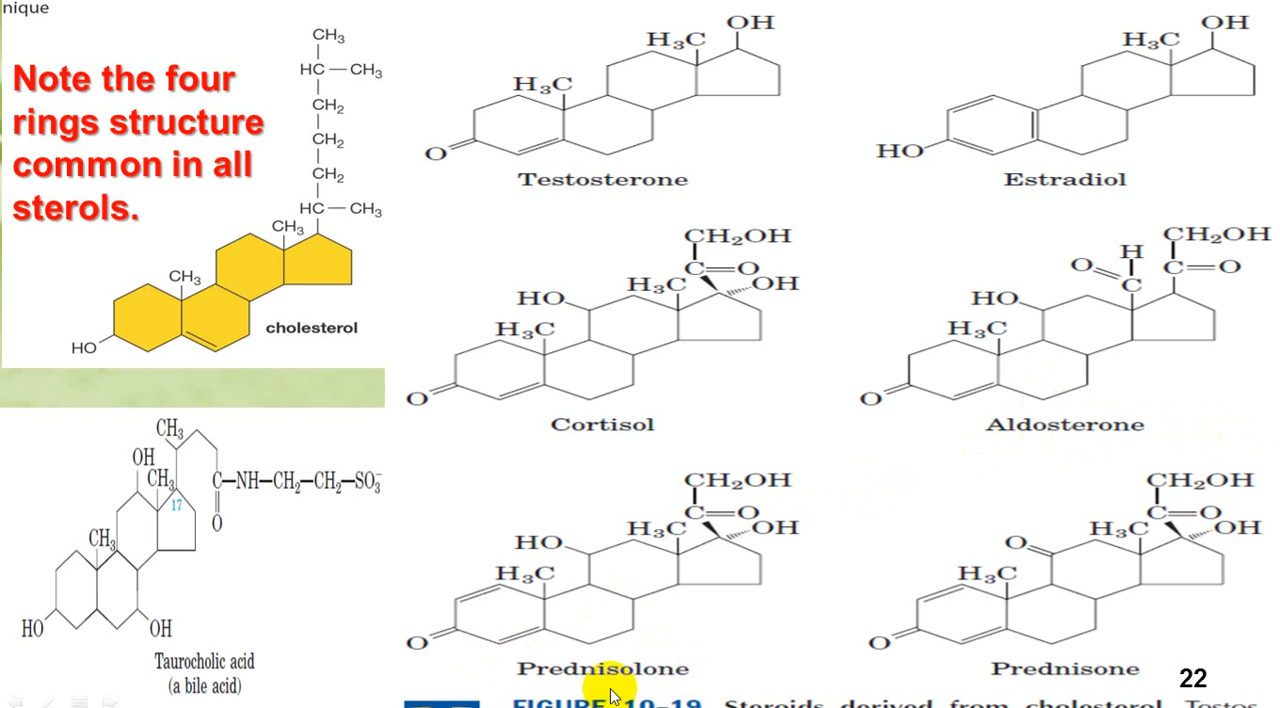 nique
Note the four
rings structure
common in all
sterols.
CH₃
HC—CH₃
CH₂
CH₂
CH₂
HC—CH₃
CH₃
CH₃
HO
cholesterol
OH
H₃C
H₃C
O
Testosterone
OH
H₃C
HO
Estradiol
CH₂OH
C=O
H₃C
OH
HO
H₃C
O
Cortisol
CH₂OH
H
O
C=O
C
HO
H₃C
O
Aldosterone
CH₃
OH
CH₃
C—NH—CH₂—CH₂—SO₃⁻
17
O
CH₃
HO
OH
Taurocholic acid
(a bile acid)
CH₂OH
C=O
H₃C
OH
HO
H₃C
O
Prednisolone
CH₂OH
C=O
H₃C
OH
O
H₃C
O
Prednisone
22
FIGURE 10–19 Steroids derived from cholesterol Testos